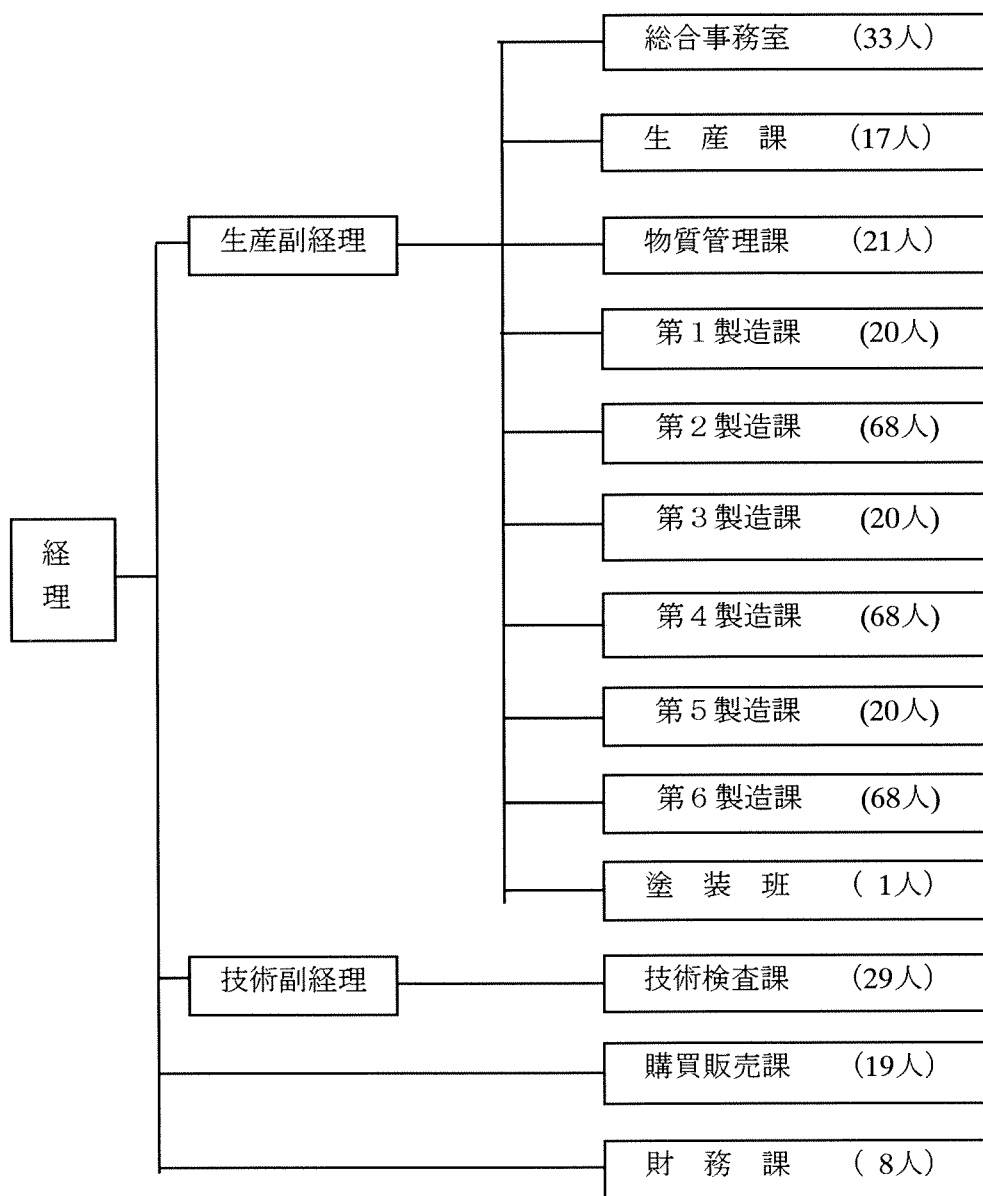 総合事務室 (33人)
生 産 課 (17人)
生産副経理
物質管理課 (21人)
第1製造課 (20人)
第2製造課 (68人)
第3製造課 (20人)
経
理
第4製造課 (68人)
第5製造課 (20人)
第6製造課 (68人)
塗 装 班 ( 1人)
技術副経理
技術検査課 (29人)
購買販売課 (19人)
財 務 課 ( 8人)